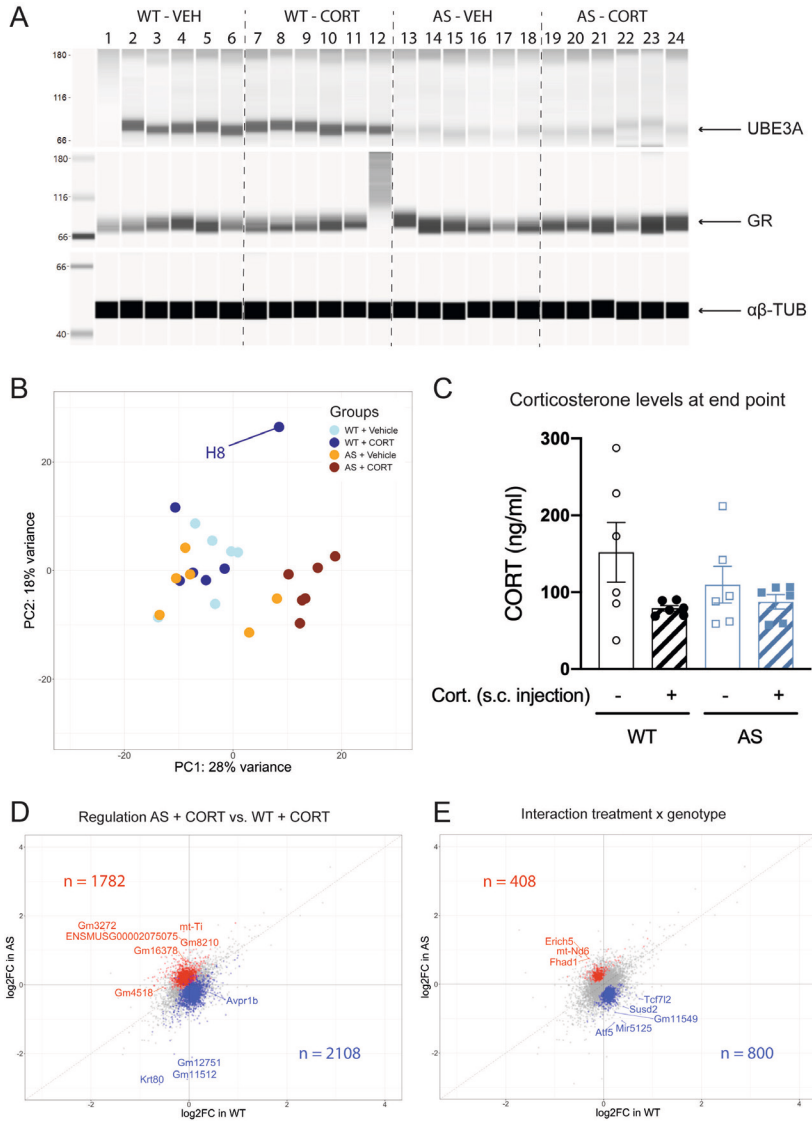 A
WT - VEH WT - CORT AS - VEH AS - CORT
1 2 3 4 5 6 7 8 9 10 11 12 13 14 15 16 17 18 19 20 21 22 23 24
180
116
66
UBE3A
180
116
66
GR
66
40
αβ-TUB
B
Groups
WT + Vehicle
WT + CORT
AS + Vehicle
AS + CORT
H8
20
0
-20
PC2: 18% variance
-20 0 20
PC1: 28% variance
C
Corticosterone levels at end point
300
200
100
0
CORT (ng/ml)
Cort. (s.c. injection) - + - +
WT AS
D
Regulation AS + CORT vs. WT + CORT
n = 1782
Gm3272
mt-Ti
ENSMUSG00002075075
Gm8210
Gm16378
Gm4518
Avpr1b
n = 2108
Gm12751
Gm11512
Krt80
4
2
0
-2
log2FC in AS
-2 0 2 4
log2FC in WT
E
Interaction treatment x genotype
n = 408
Erich5
mt-Nd6
Fhad1
Tcf7l2
Susd2
Gm11549
Mir5125
Atf5
n = 800
4
2
0
-2
log2FC in AS
-2 0 2 4
log2FC in WT